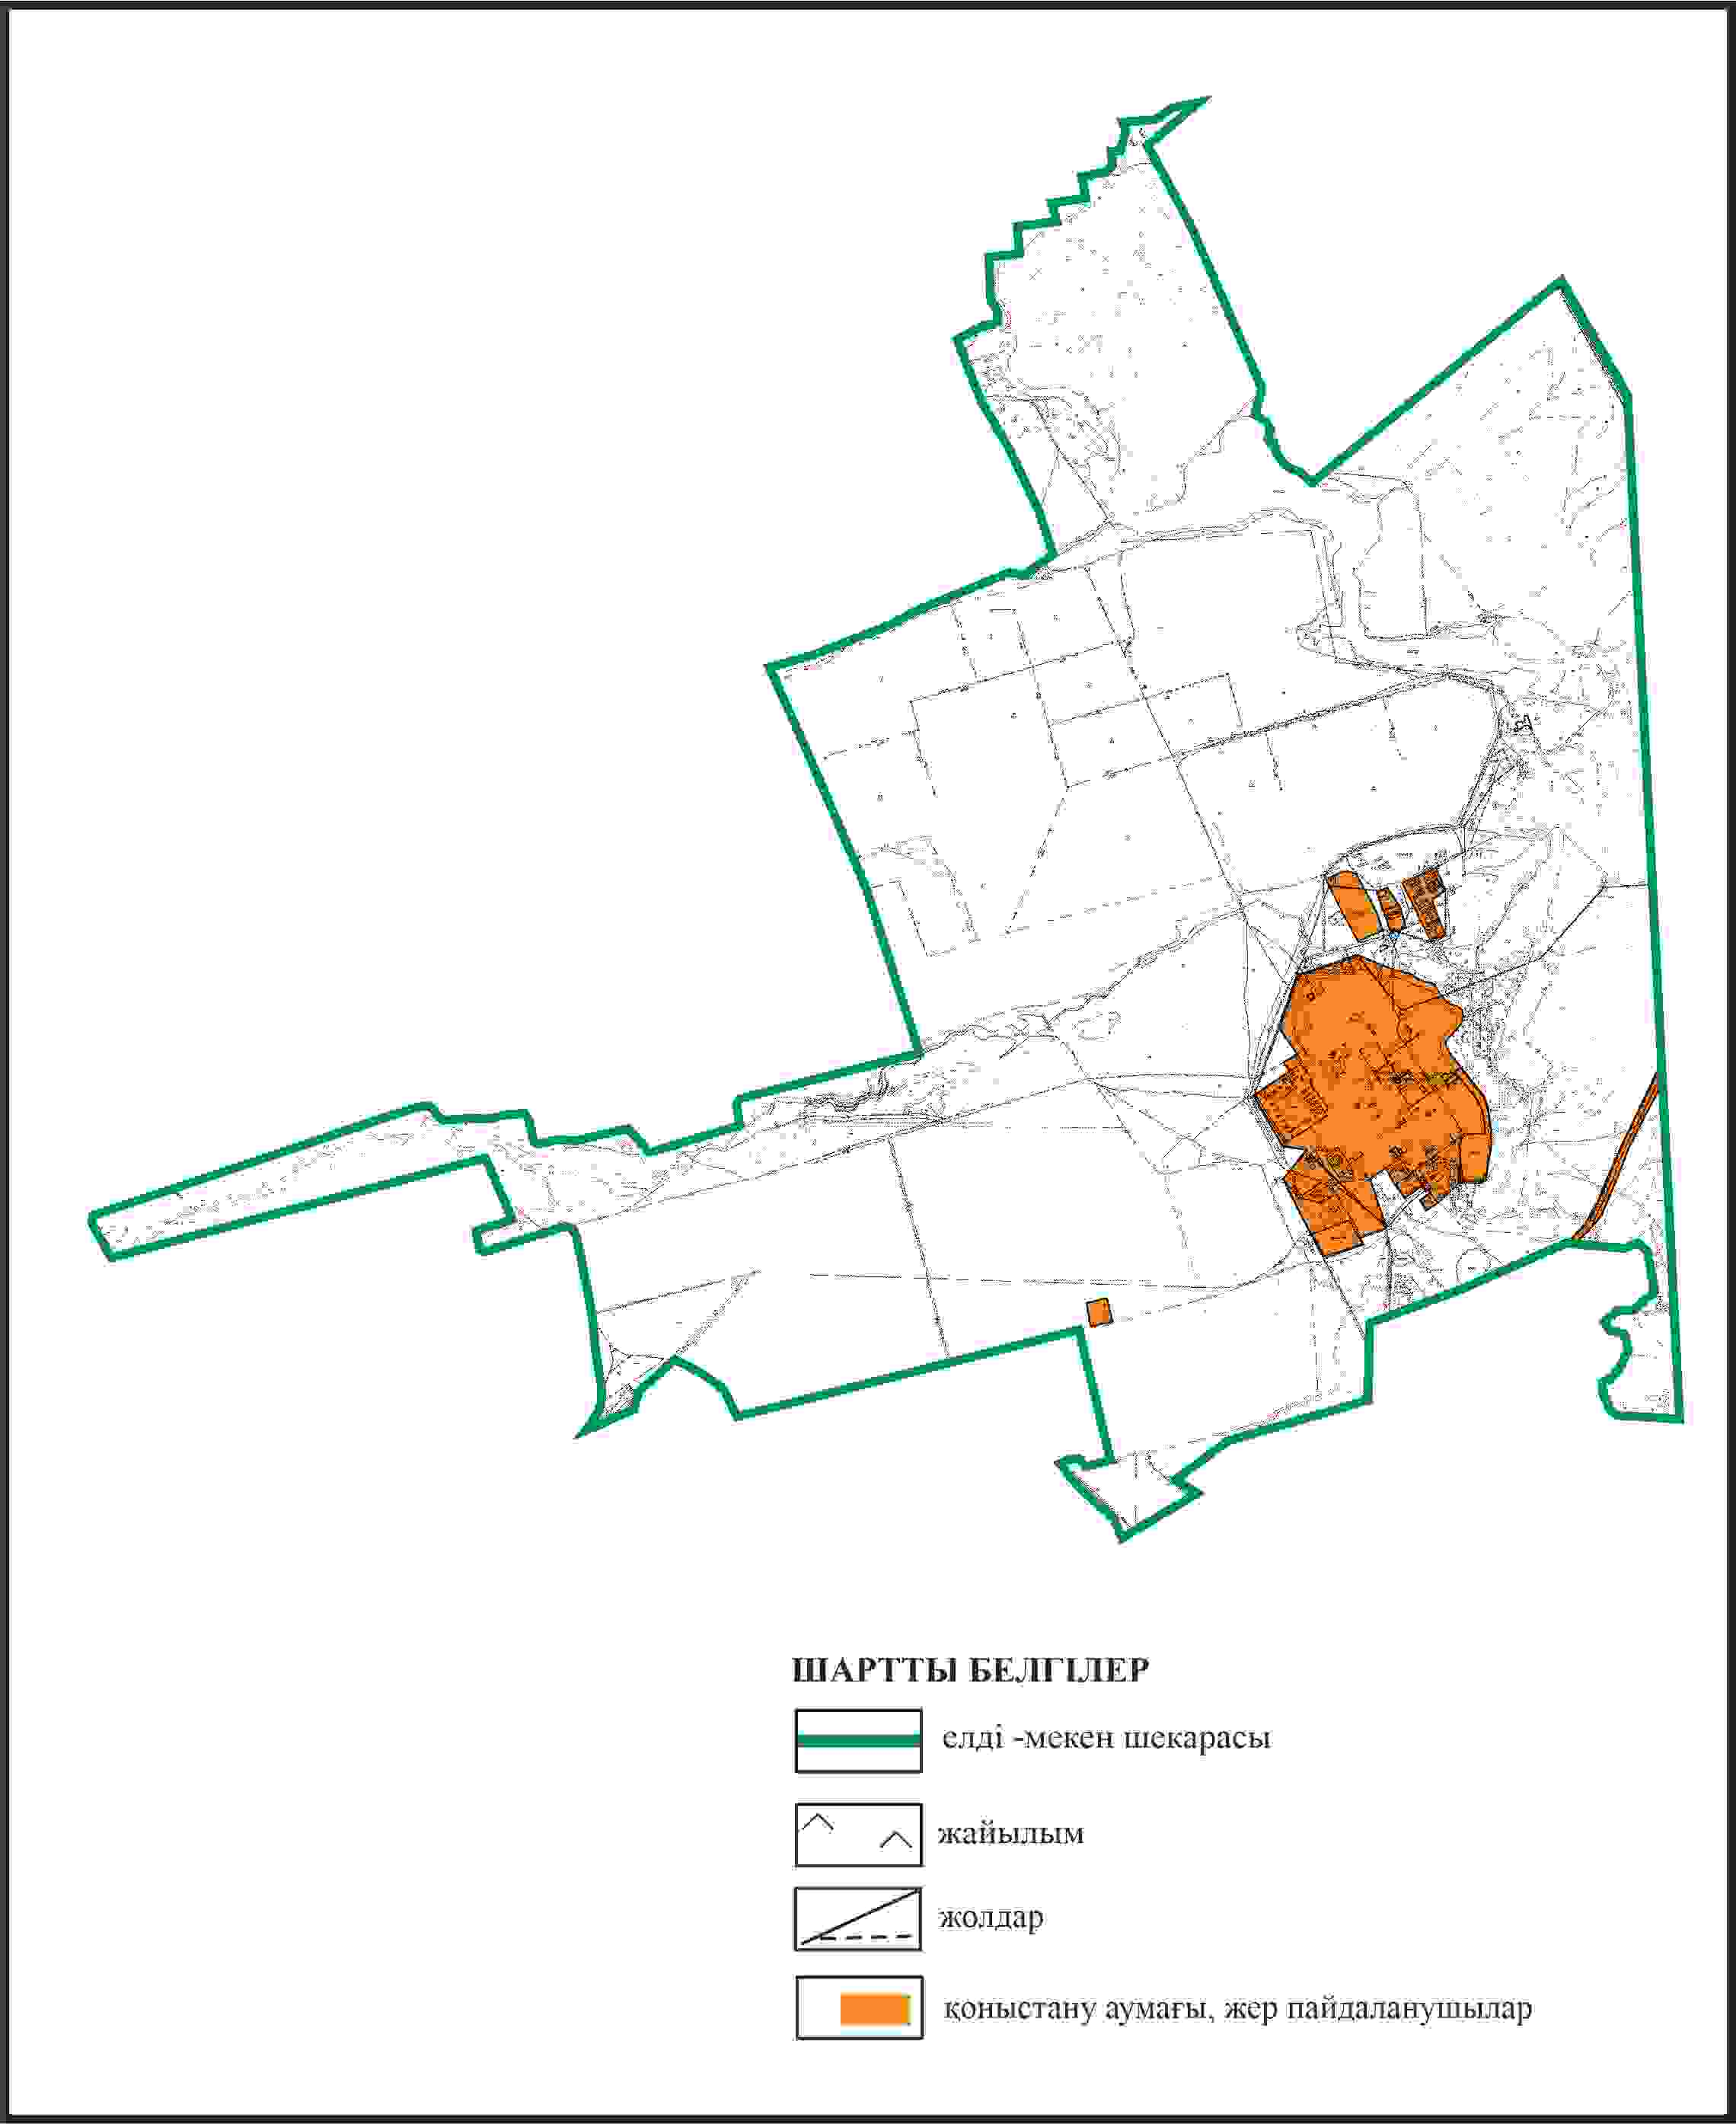 ШАРТТЫ БЕЛГІЛЕР
елді -мекен шекарасы
жайылым
жолдар
қоныстану аумағы, жер пайдаланушылар